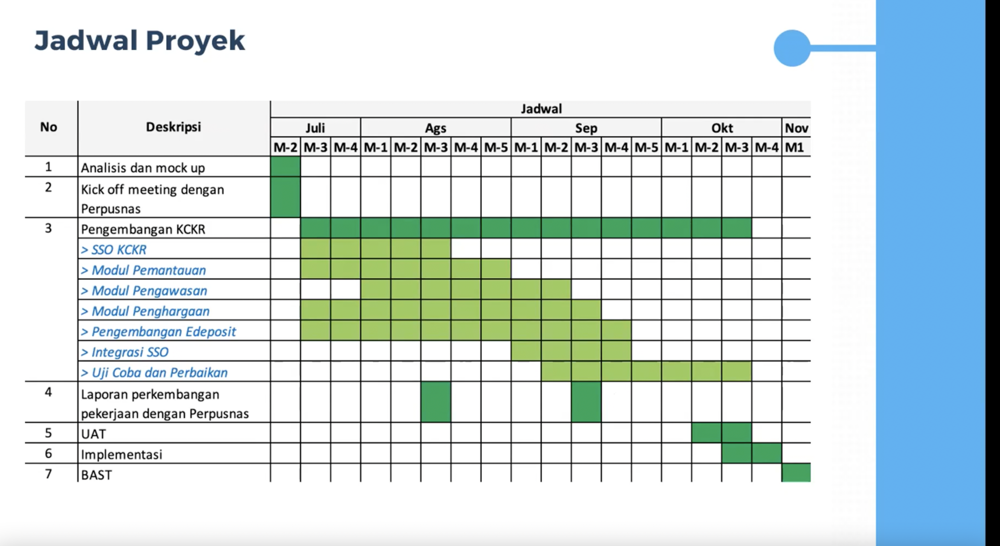 Jadwal Proyek
No Deskripsi Jadwal
Juli Ags Sep Okt Nov
M-2 M-3 M-4 M-1 M-2 M-3 M-4 M-5 M-1 M-2 M-3 M-4 M-5 M-1 M-2 M-3 M-4 M1
1 Analisis dan mock up
2 Kick off meeting dengan
Perpusnas
3 Pengembangan KCKR
> SSO KCKR
> Modul Pemantauan
> Modul Pengawasan
> Modul Penghargaan
> Pengembangan Edeposit
> Integrasi SSO
> Uji Coba dan Perbaikan
4 Laporan perkembangan
pekerjaan dengan Perpusnas
5 UAT
6 Implementasi
7 BAST